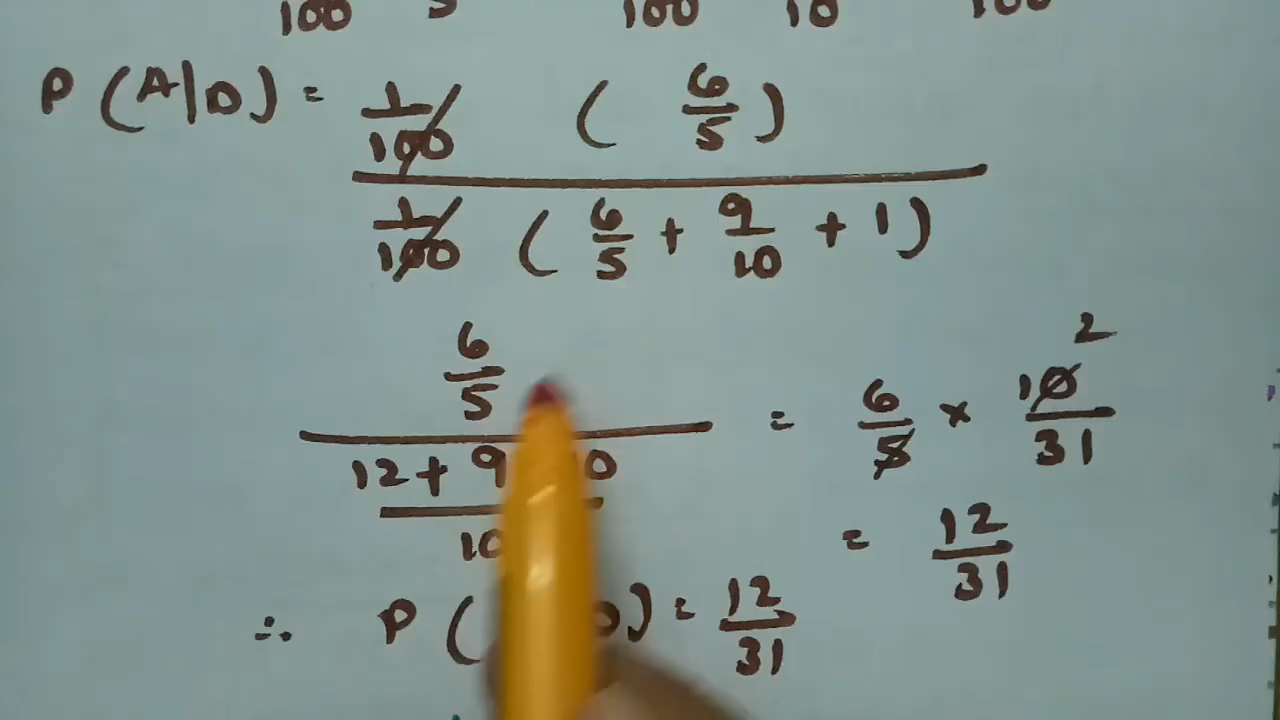 100 5 100 10 100
P (A|D) = 1/100 (6/5)
1/100 (6/5 + 9/10 + 1)
6/5
12 + 9 0
10
= 6/5 × 10/31 2
= 12/31
∴ P ( D) = 12/31